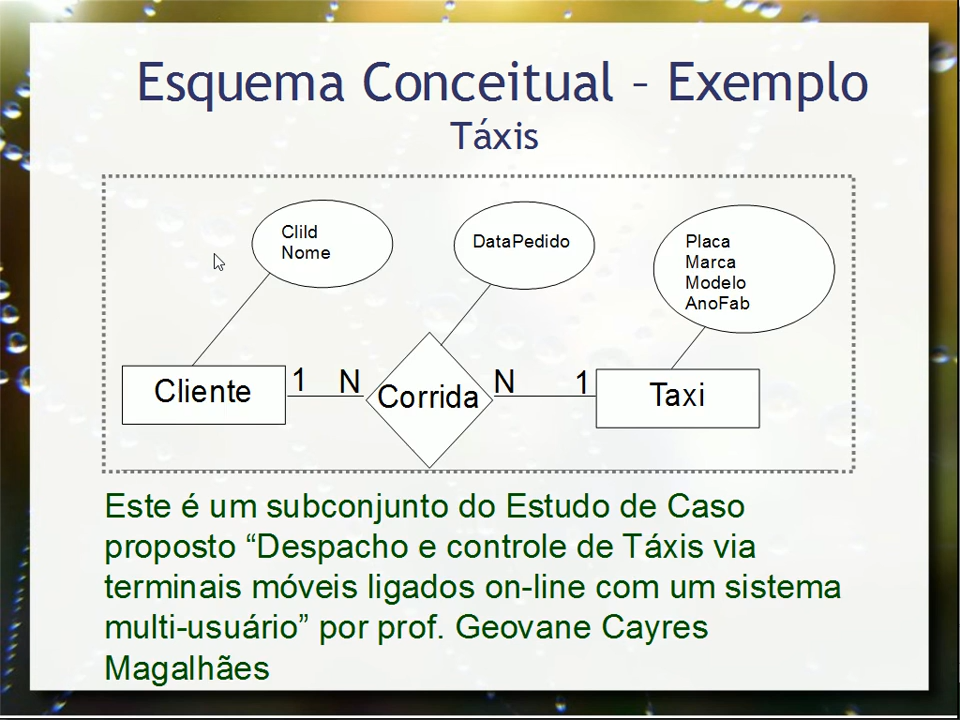 Esquema Conceitual – Exemplo
Táxis
CliId
Nome
DataPedido
Placa
Marca
Modelo
AnoFab
Cliente
1
N
Corrida
N
1
Taxi
Este é um subconjunto do Estudo de Caso
proposto “Despacho e controle de Táxis via
terminais móveis ligados on-line com um sistema
multi-usuário” por prof. Geovane Cayres
Magalhães